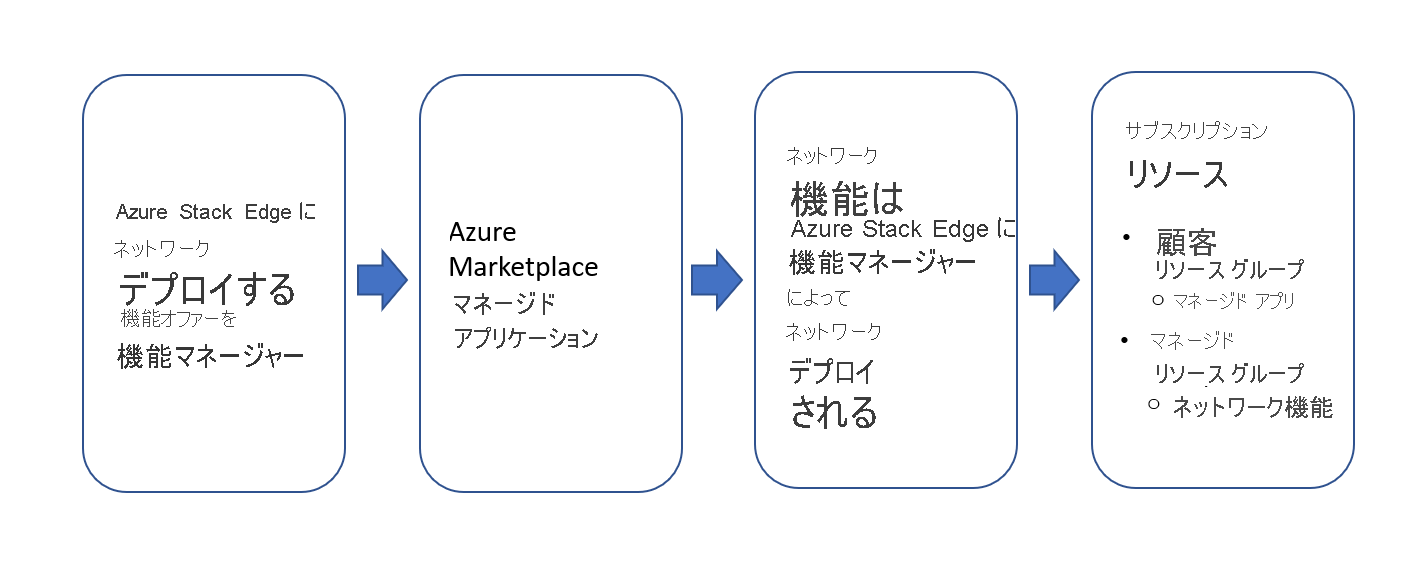 Azure Stack Edge に
ネットワーク
デプロイする
機能オファーを
機能マネージャー
Azure
Marketplace
マネージド
アプリケーション
ネットワーク
機能は
Azure Stack Edge に
機能マネージャー
によって
ネットワーク
デプロイ
される
サブスクリプション
リソース
• 顧客
リソース グループ
○ マネージド アプリ
• マネージド
リソース グループ
○ ネットワーク機能